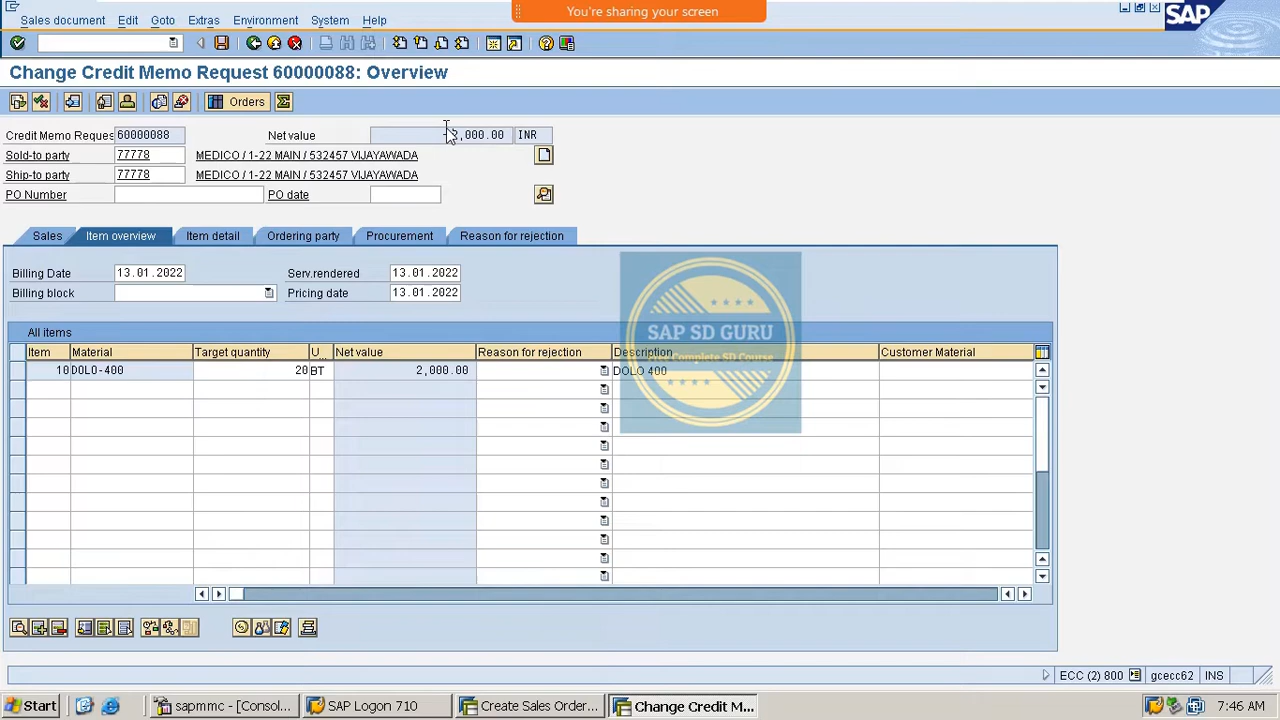 You're sharing your screen
Sales document Edit Goto Extras Environment System Help
SAP
Change Credit Memo Request 60000088: Overview
Orders
Credit Memo Reques 60000088 Net value ,000.00 INR
Sold-to party 77778 MEDICO / 1-22 MAIN / 532457 VIJAYAWADA
Ship-to party 77778 MEDICO / 1-22 MAIN / 532457 VIJAYAWADA
PO Number PO date
Sales Item overview Item detail Ordering party Procurement Reason for rejection
Billing Date 13.01.2022 Serv.rendered 13.01.2022
Billing block Pricing date 13.01.2022
All items
Item Material Target quantity U... Net value Reason for rejection Description Customer Material
10 DOLO-400 20 BT 2,000.00 DOLO 400
SAP SD GURU
Free Complete SD Course
ECC (2) 800 gcecc62 INS
Start sapmmc - [Consol... SAP Logon 710 Create Sales Order... Change Credit M... 7:46 AM